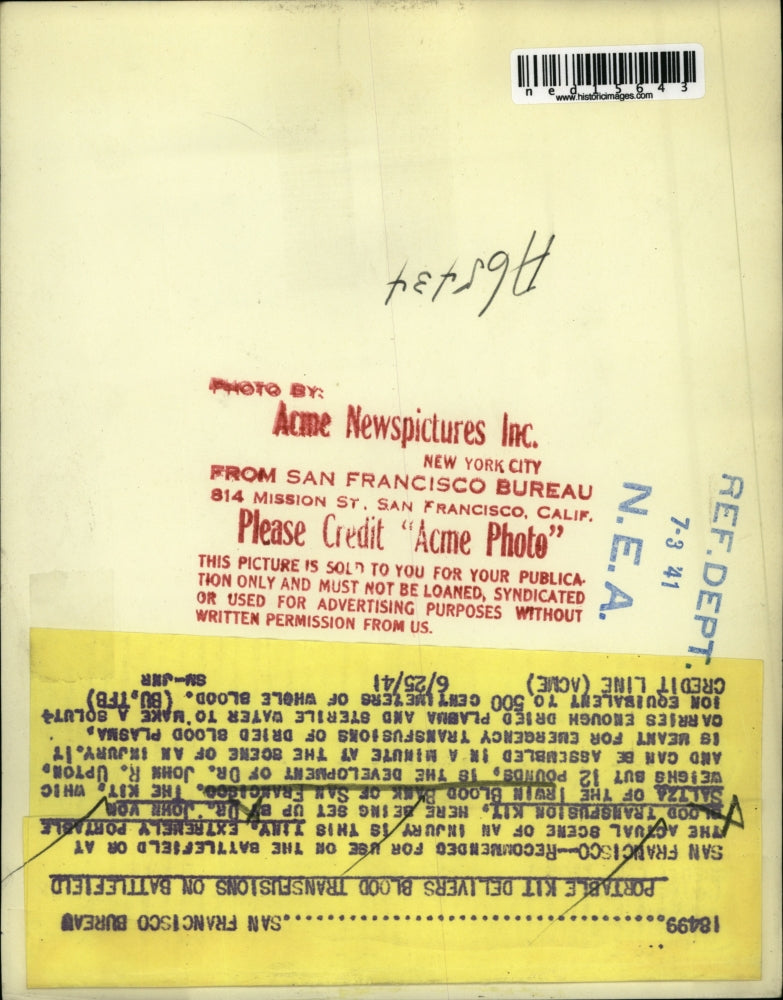 ned15643
www.historicimages.com
A65434
PHOTO BY:
Acme Newspictures Inc.
NEW YORK CITY
FROM SAN FRANCISCO BUREAU
814 MISSION ST., SAN FRANCISCO, CALIF.
Please Credit "Acme Photo"
THIS PICTURE IS SOLD TO YOU FOR YOUR PUBLICA-
TION ONLY AND MUST NOT BE LOANED, SYNDICATED
OR USED FOR ADVERTISING PURPOSES WITHOUT
WRITTEN PERMISSION FROM US.
REF. DEPT.
7-3 '41
N.E.A.
18499..........SAN FRANCISCO BUREAU
PORTABLE KIT DELIVERS BLOOD TRANSFUSIONS ON BATTLEFIELD
SAN FRANCISCO--RECOMMENDED FOR USE ON THE BATTLEFIELD OR AT
THE ACTUAL SCENE OF AN INJURY IS THIS TINY, EXTREMELY PORTABLE
BLOOD TRANSFUSION KIT, HERE BEING SET UP BY DR. JOHN VON
SALTZA OF THE IRWIN BLOOD BANK OF SAN FRANCISCO. THE KIT, WHIC
WEIGHS BUT 12 POUNDS, IS THE DEVELOPMENT OF DR. JOHN R. UPTON,
AND CAN BE ASSEMBLED IN A MINUTE AT THE SCENE OF AN INJURY. IT
IS MEANT FOR EMERGENCY TRANSFUSIONS OF DRIED BLOOD PLASMA,
CARRIES ENOUGH DRIED PLASMA AND STERILE WATER TO MAKE A SOLUT
ION EQUIVALENT TO 500 CENTIMETERS OF WHOLE BLOOD. (BU,TFB)
CREDIT LINE (ACME) 6/25/41 SM-JNR